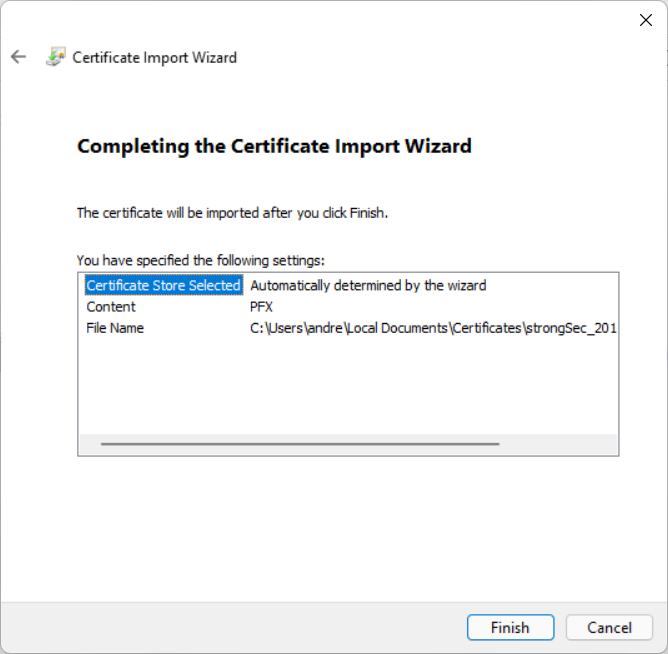 Certificate Import Wizard
Completing the Certificate Import Wizard
The certificate will be imported after you click Finish.
You have specified the following settings:
Certificate Store Selected Automatically determined by the wizard
Content PFX
File Name C:\Users\andre\Local Documents\Certificates\strongSec_201
Finish Cancel